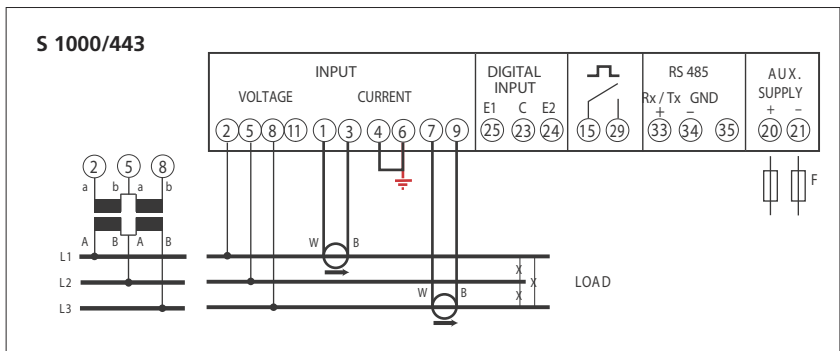 S 1000/443
INPUT
VOLTAGE
CURRENT
DIGITAL
INPUT
E1 C E2
RS 485
Rx / Tx GND
+ −
AUX.
SUPPLY
+ −
2 5 8 11 1 3 4 6 7 9 25 23 24 15 29 33 34 35 20 21
F
2 5 8
a b a b
A B A B
W B
L1
L2
L3
W B
X
X
X
LOAD